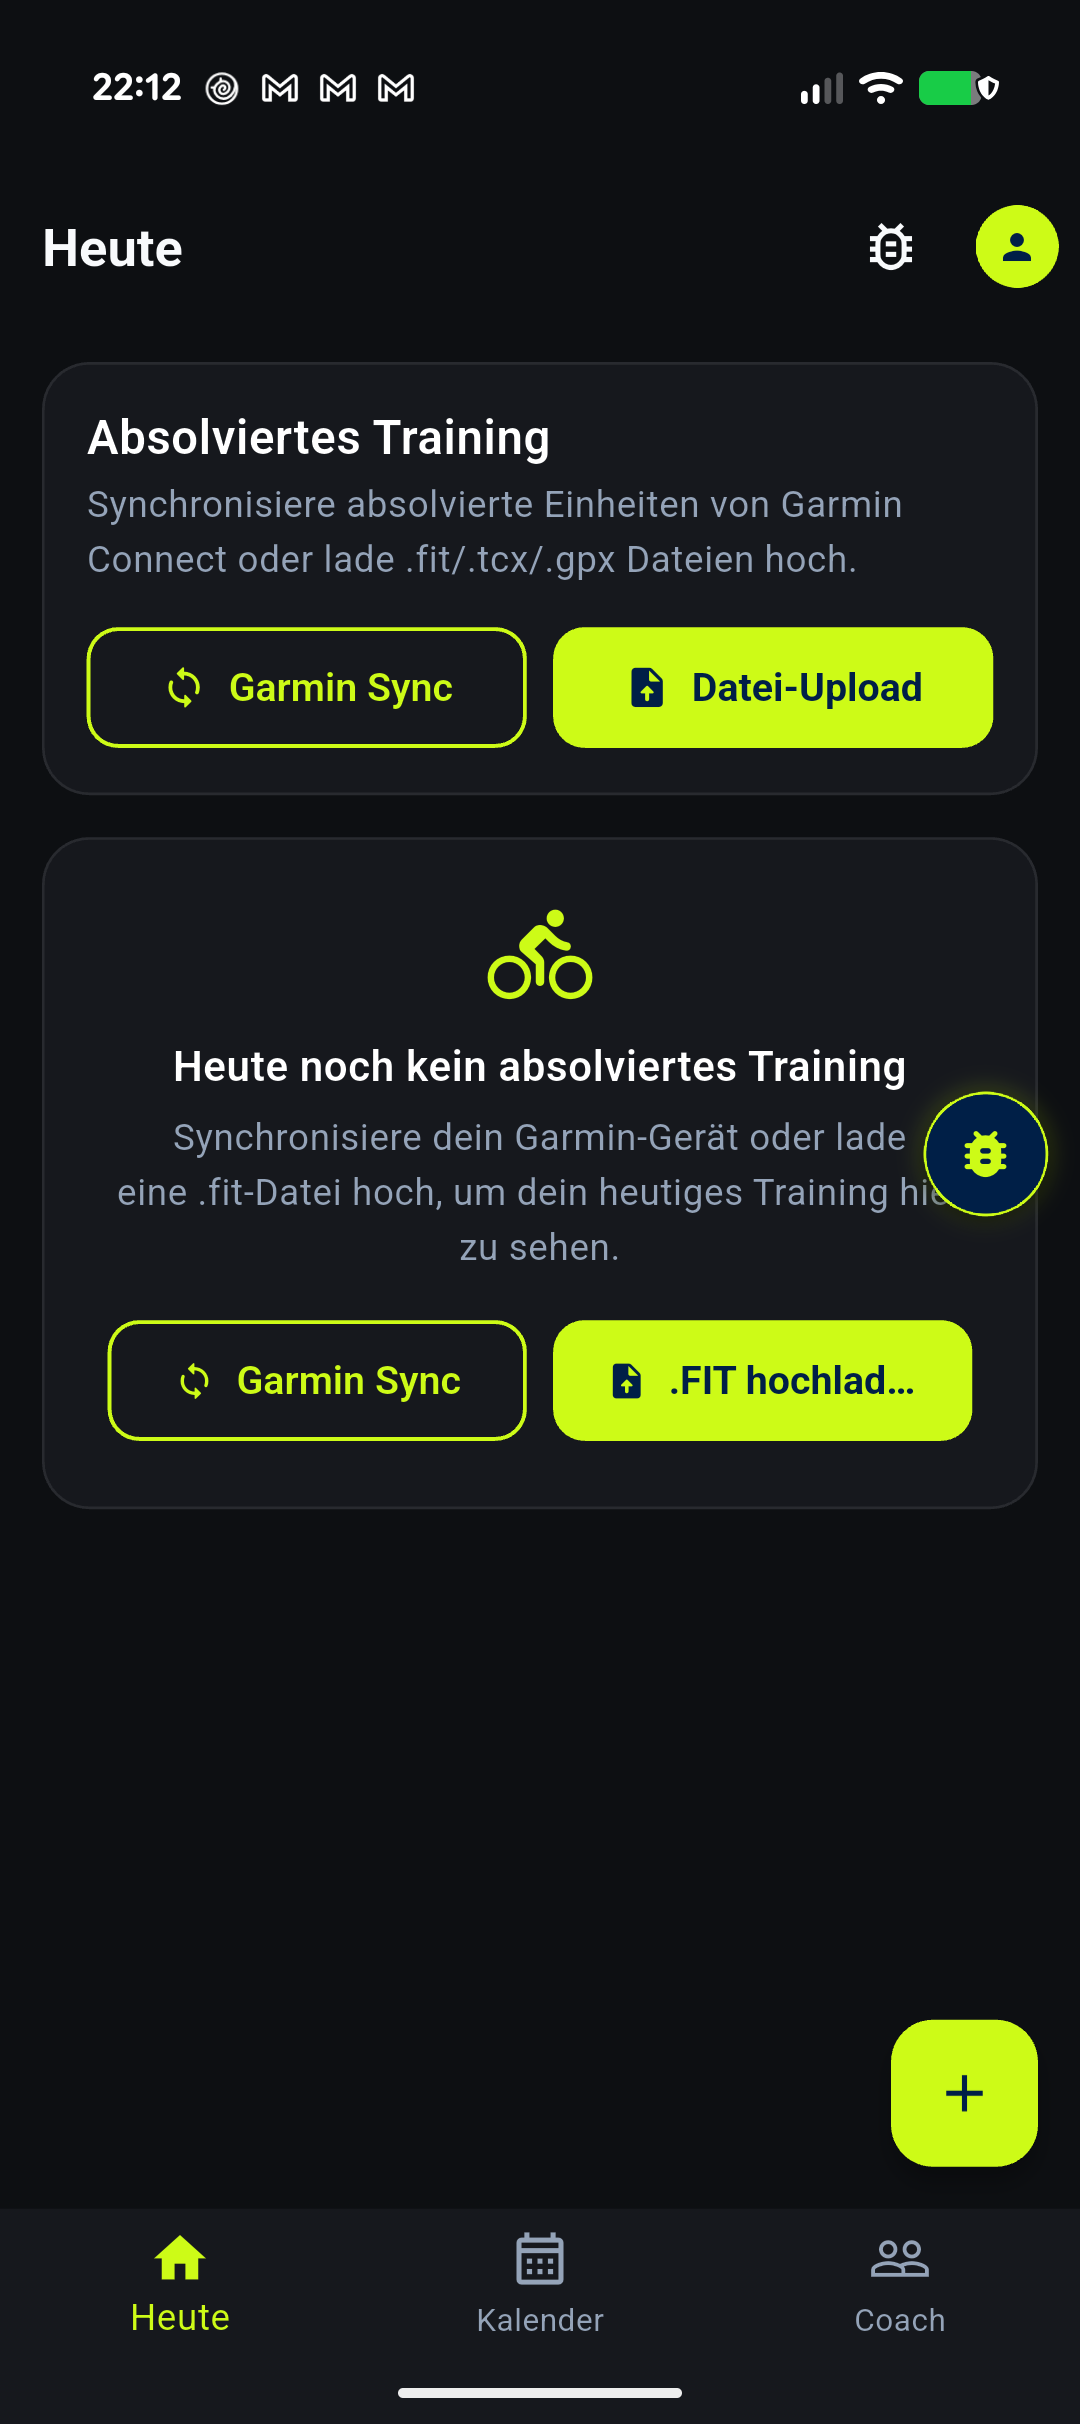 22:12
Heute
Absolviertes Training
Synchronisiere absolvierte Einheiten von Garmin
Connect oder lade .fit/.tcx/.gpx Dateien hoch.
Garmin Sync
Datei-Upload
Heute noch kein absolviertes Training
Synchronisiere dein Garmin-Gerät oder lade
eine .fit-Datei hoch, um dein heutiges Training
zu sehen.
Garmin Sync
.FIT hochlad...
Heute
Kalender
Coach